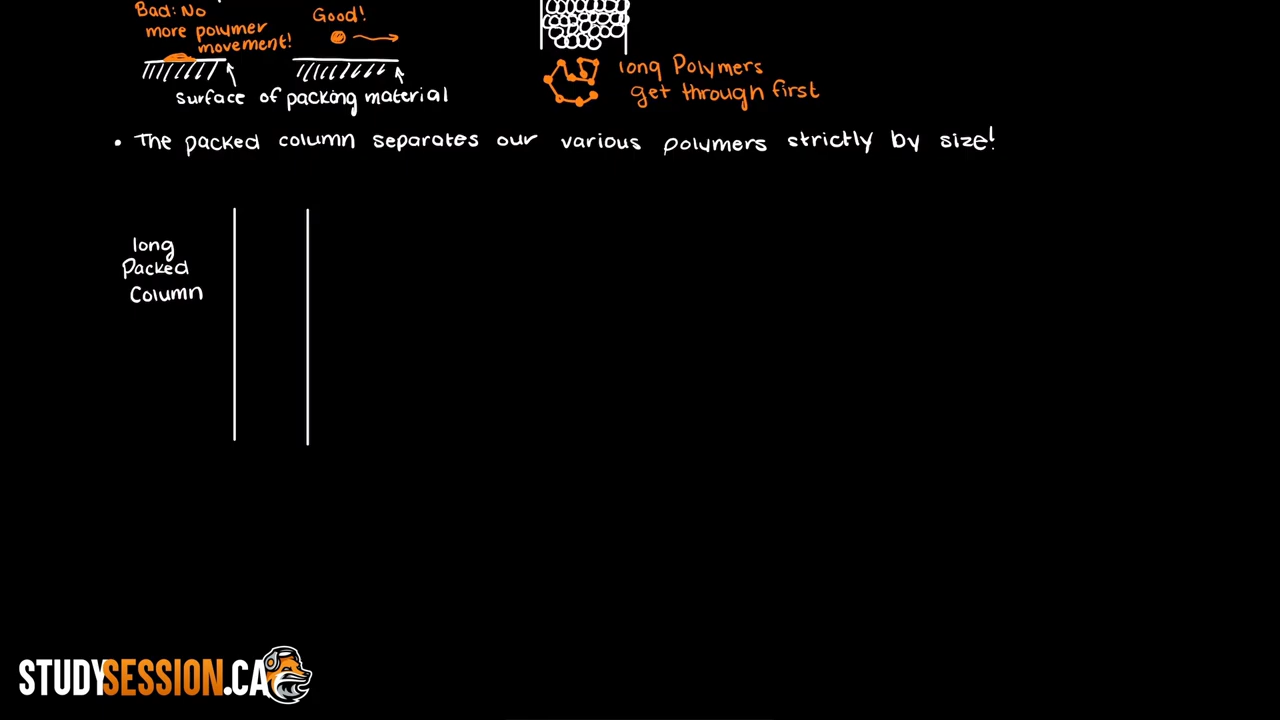 Bad: No
more polymer
movement!
Good!
surface of packing material
long Polymers
get through first
• The packed column separates our various polymers strictly by size!
long
Packed
Column
STUDYSESSION.CA